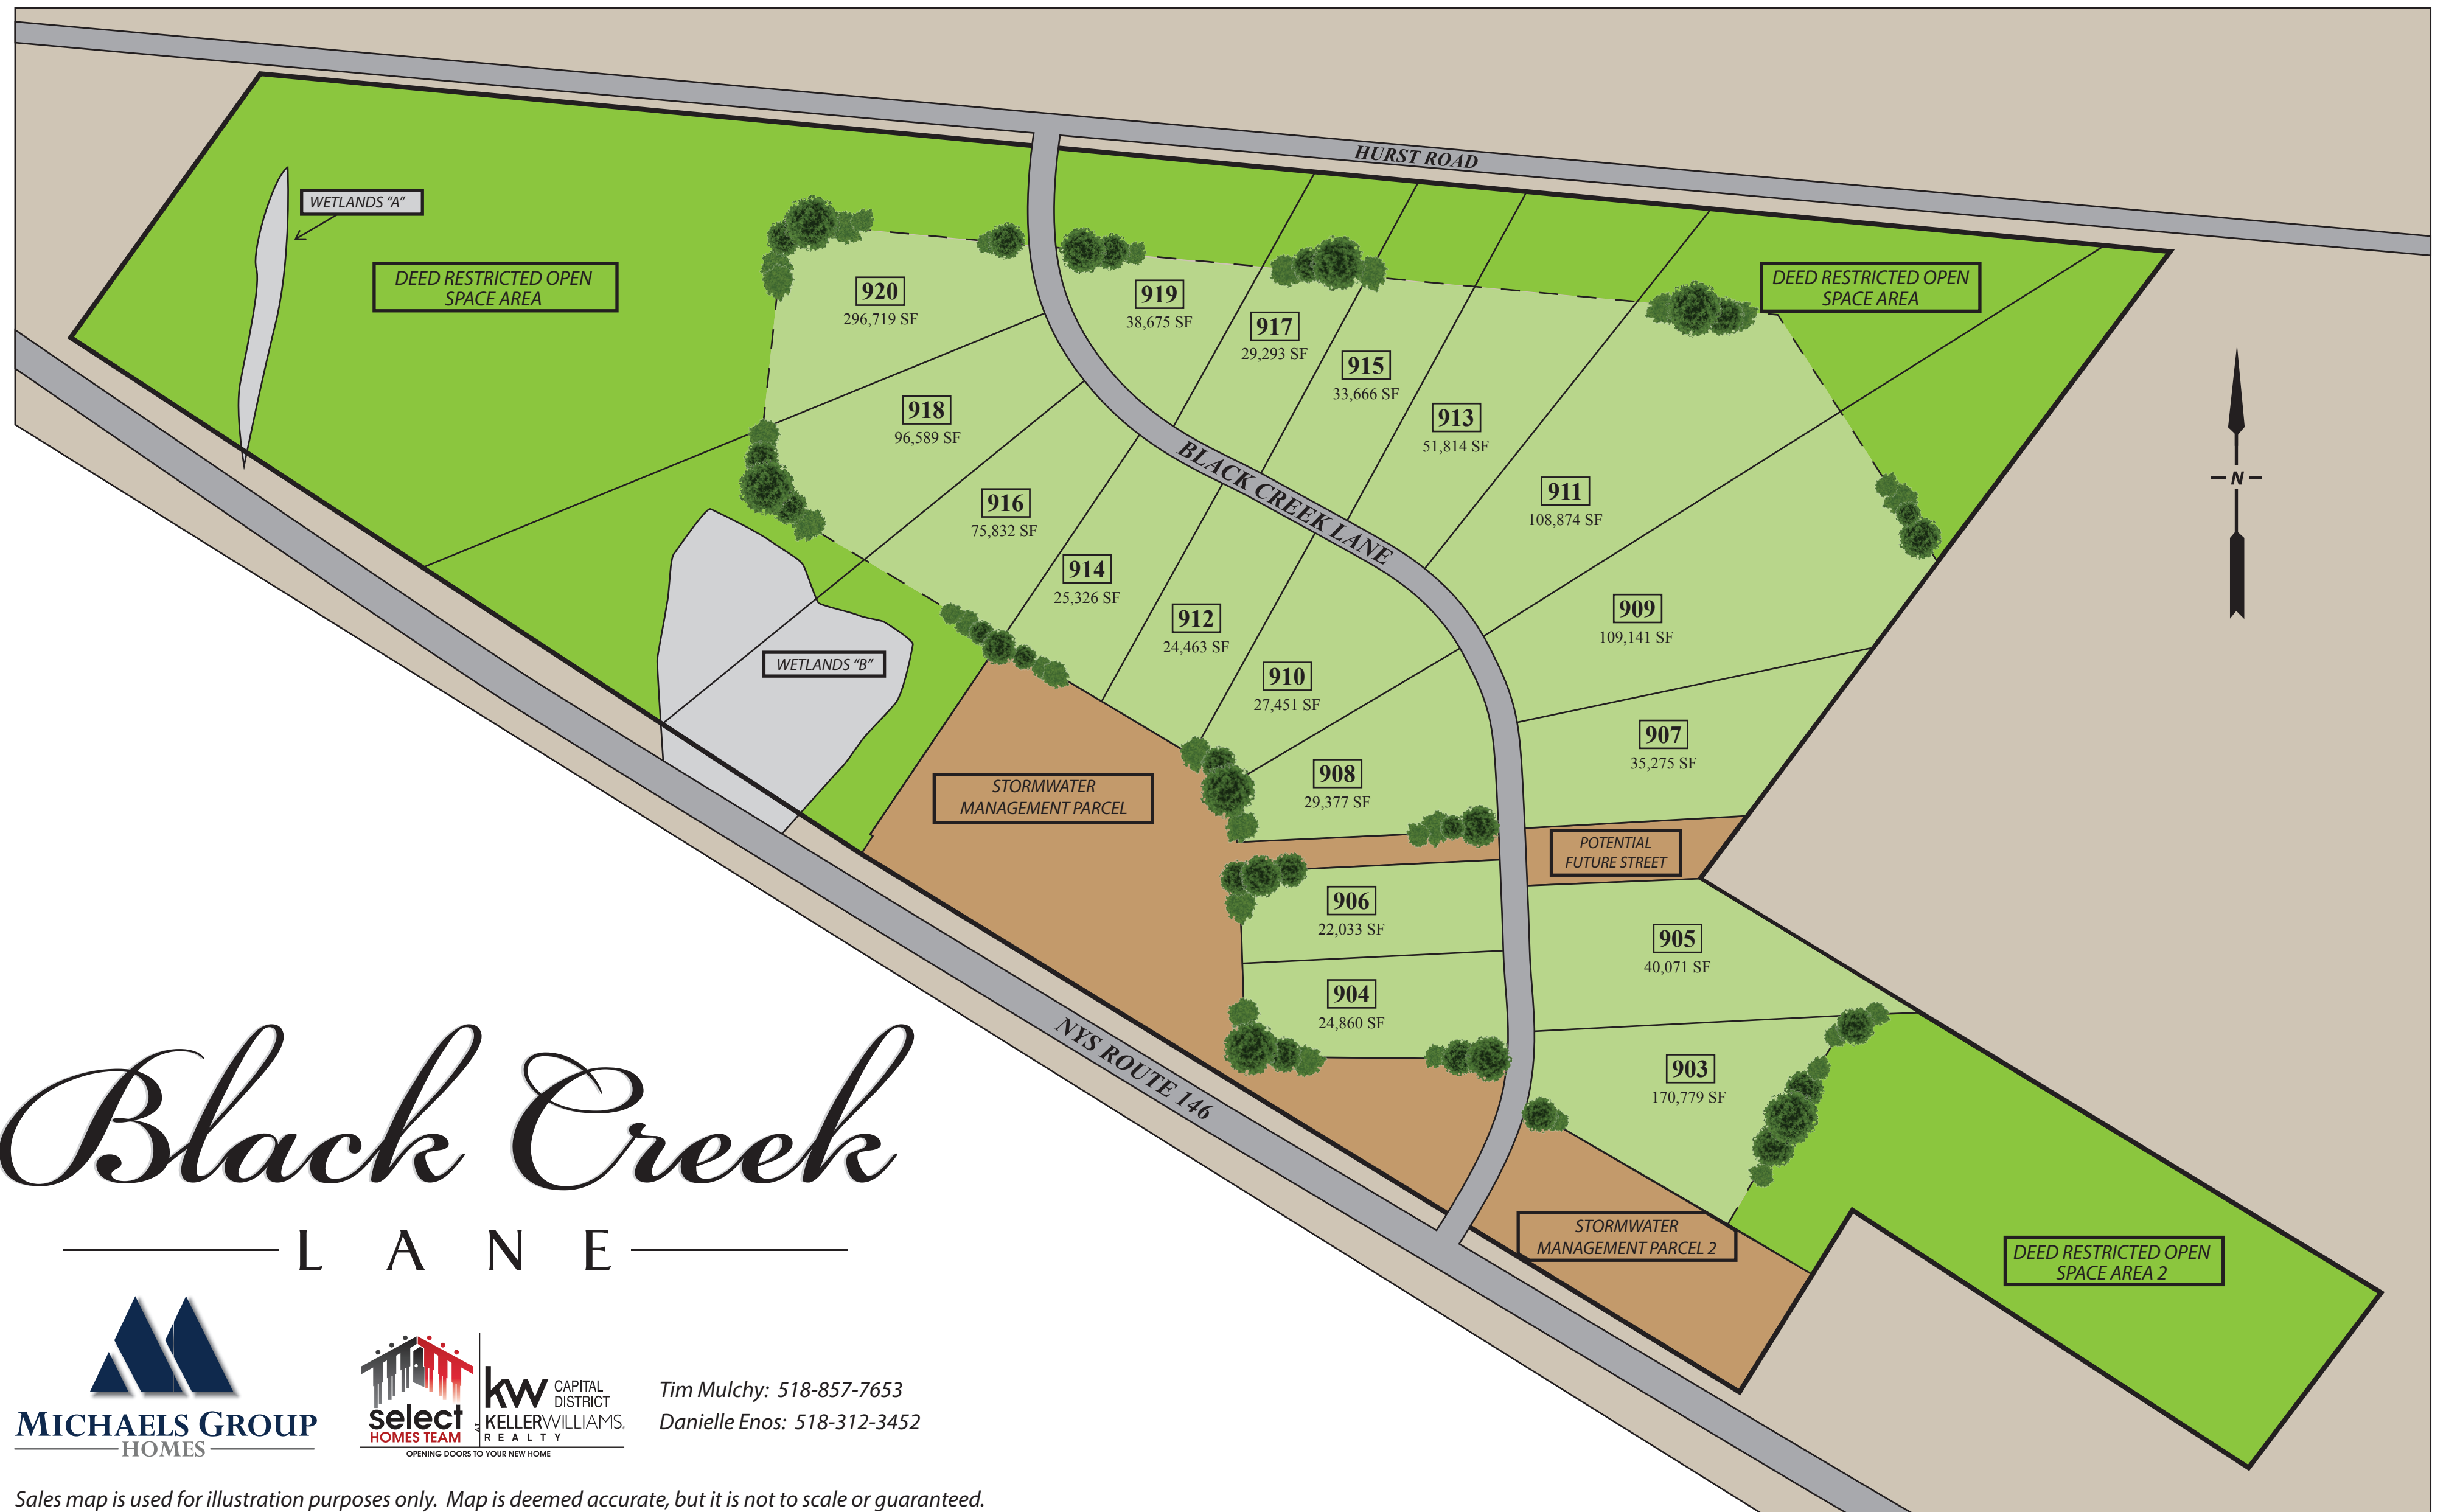 HURST ROAD
WETLANDS “A”
DEED RESTRICTED OPEN
SPACE AREA
DEED RESTRICTED OPEN
SPACE AREA
920
296,719 SF
919
38,675 SF
917
29,293 SF
915
33,666 SF
918
96,589 SF
913
51,814 SF
BLACK CREEK LANE
N
916
75,832 SF
911
108,874 SF
914
25,326 SF
912
24,463 SF
909
109,141 SF
WETLANDS “B”
910
27,451 SF
907
35,275 SF
908
29,377 SF
STORMWATER
MANAGEMENT PARCEL
POTENTIAL
FUTURE STREET
906
22,033 SF
905
40,071 SF
904
24,860 SF
NYS ROUTE 146
903
170,779 SF
STORMWATER
MANAGEMENT PARCEL 2
DEED RESTRICTED OPEN
SPACE AREA 2
Black Creek
LANE
MICHAELS GROUP
HOMES
select
HOMES TEAM
AT
kw
CAPITAL
DISTRICT
KELLERWILLIAMS.
REALTY
OPENING DOORS TO YOUR NEW HOME
Tim Mulchy: 518-857-7653
Danielle Enos: 518-312-3452
Sales map is used for illustration purposes only. Map is deemed accurate, but it is not to scale or guaranteed.